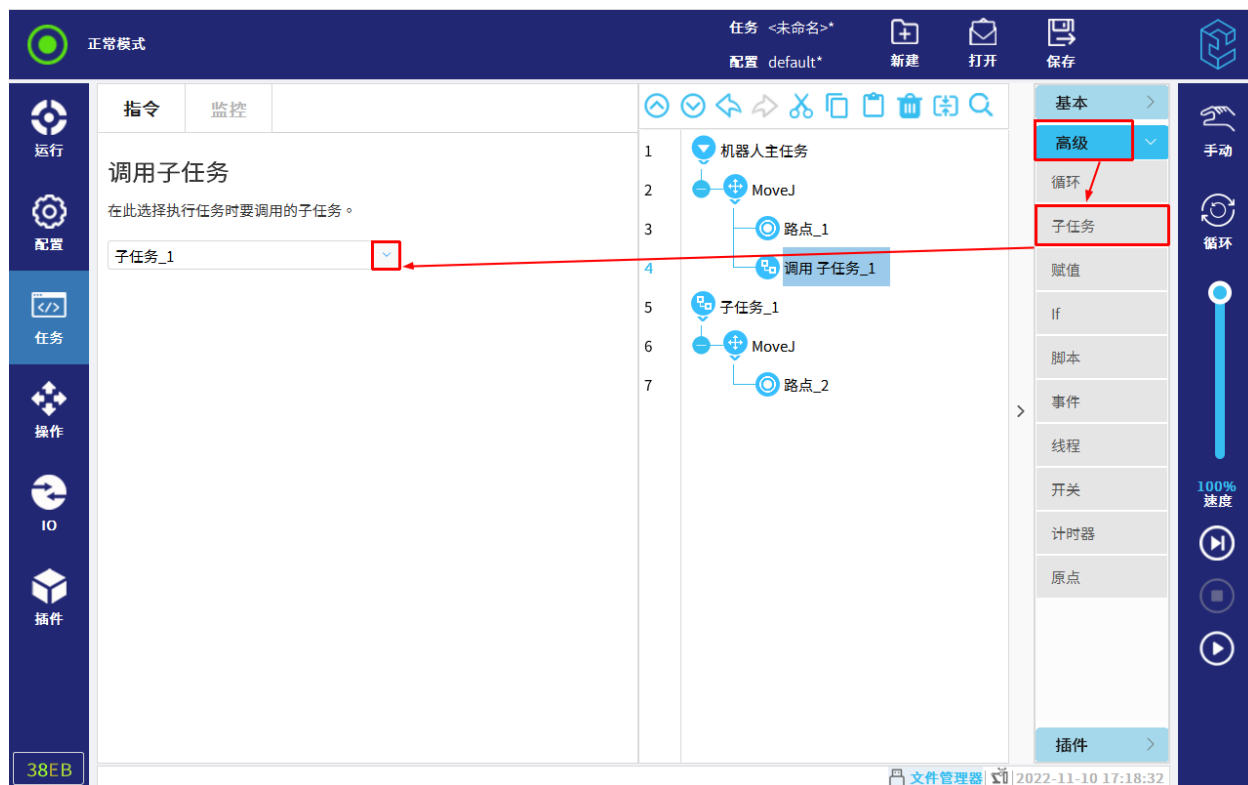 正常模式
任务 <未命名>*
配置 default*
新建
打开
保存
运行
配置
任务
操作
IO
插件
38EB
指令
监控
调用子任务
在此选择执行任务时要调用的子任务。
子任务_1
1 机器人主任务
2 MoveJ
3 路点_1
4 调用 子任务_1
5 子任务_1
6 MoveJ
7 路点_2
基本
高级
循环
子任务
赋值
If
脚本
事件
线程
开关
计时器
原点
插件
手动
循环
100%
速度
文件管理器
2022-11-10 17:18:32